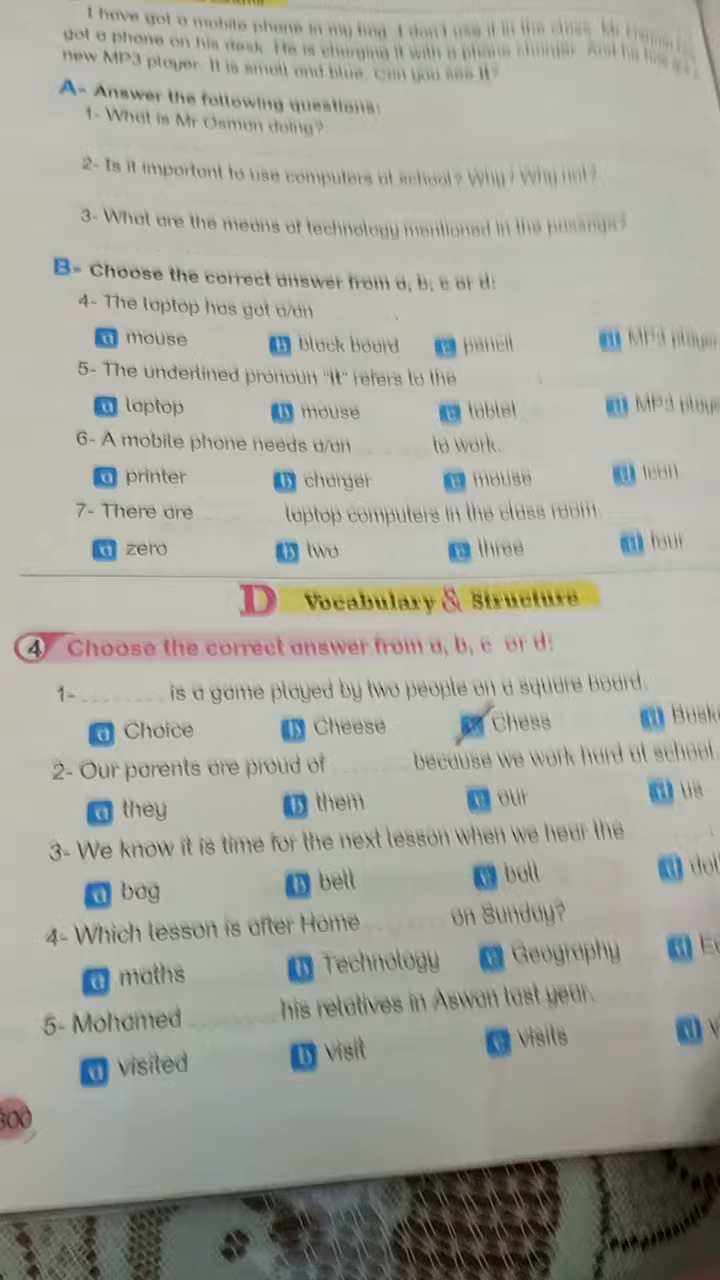 I have got a mobile phone in my bag. I don't use it in the class. Mr
got a phone on his desk. He is charging it with a phone charger. And he has
new MP3 player. It is small and blue. Can you see it?
A- Answer the following questions:
1- What is Mr Osman doing?
2- Is it important to use computers at school? Why / Why not?
3- What are the means of technology mentioned in the passage?
B- Choose the correct answer from a, b, c or d:
4- The laptop has got a/an
a mouse b black board c pencil d MP3 player
5- The underlined pronoun "It" refers to the
a laptop b mouse c tablet d MP3
6- A mobile phone needs a/an to work.
a printer b charger c mouse d
7- There are laptop computers in the class room.
a zero b two c three d four
D Vocabulary & Structure
4 Choose the correct answer from a, b, c or d:
1- ........ is a game played by two people on a square board.
a Choice b Cheese c Chess d
2- Our parents are proud of ........ because we work hard at school.
a they b them c our d us
3- We know it is time for the next lesson when we hear the
a bag b bell c ball d
4- Which lesson is after Home ........ on Sunday?
a maths b Technology c Geography d
5- Mohamed ........ his relatives in Aswan last year.
a visited b visit c visits d
300